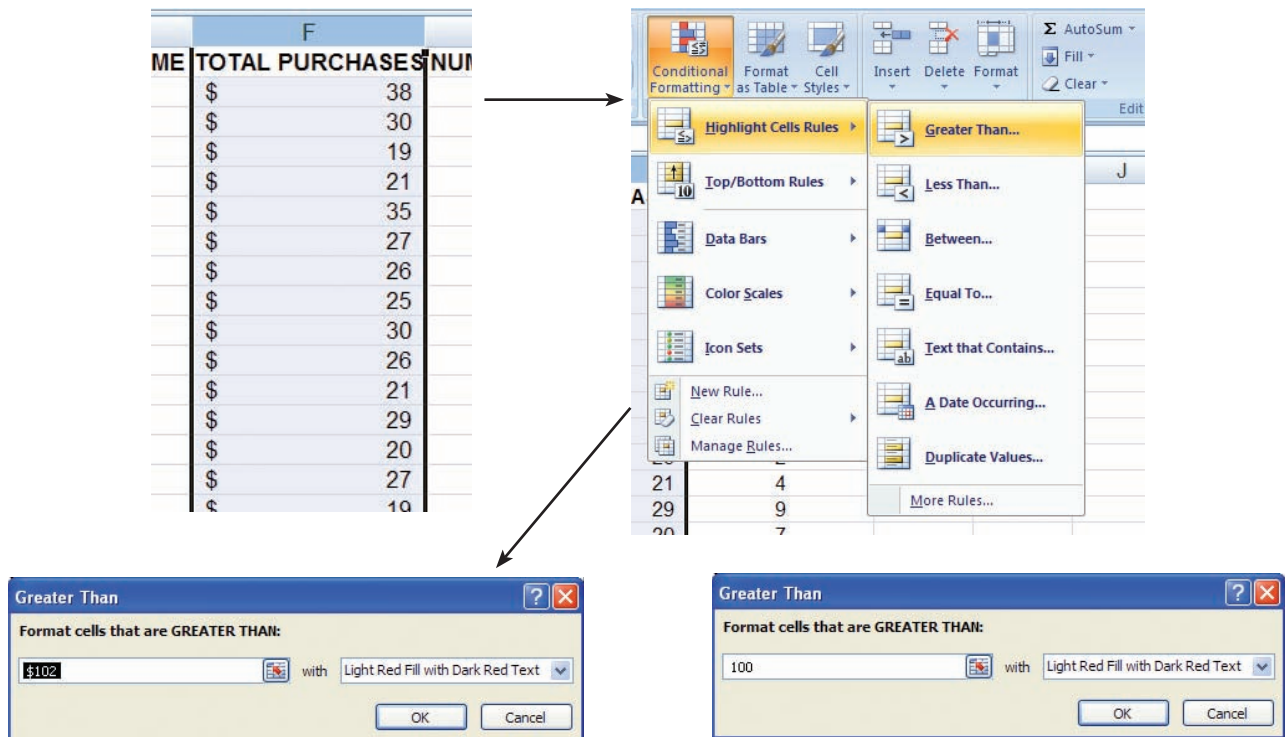 F
ME TOTAL PURCHASES NUM
$ 38
$ 30
$ 19
$ 21
$ 35
$ 27
$ 26
$ 25
$ 30
$ 26
$ 21
$ 29
$ 20
$ 27
$ 19
Conditional Formatting
Format as Table
Cell Styles
Insert
Delete
Format
Σ AutoSum
Fill
Clear
Edit
Highlight Cells Rules
Top/Bottom Rules
Data Bars
Color Scales
Icon Sets
New Rule...
Clear Rules
Manage Rules...
Greater Than...
Less Than...
Between...
Equal To...
Text that Contains...
A Date Occurring...
Duplicate Values...
More Rules...
J
A
21 4
29 9
20 7
Greater Than
Format cells that are GREATER THAN:
$102 with Light Red Fill with Dark Red Text
OK Cancel
Greater Than
Format cells that are GREATER THAN:
100 with Light Red Fill with Dark Red Text
OK Cancel